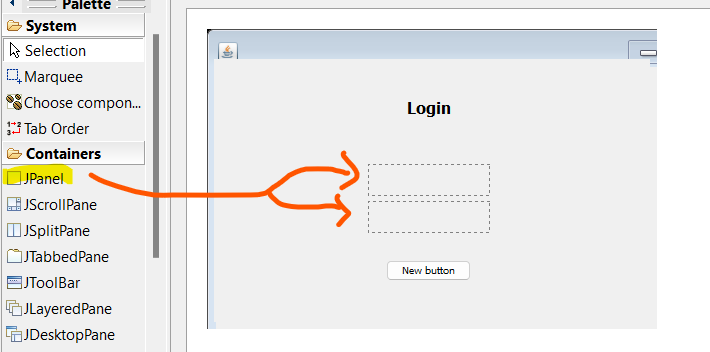 Palette
System
Selection
Marquee
Choose compon...
Tab Order
Containers
JPanel
JScrollPane
JSplitPane
JTabbedPane
JToolBar
JLayeredPane
JDesktopPane
Login
New button